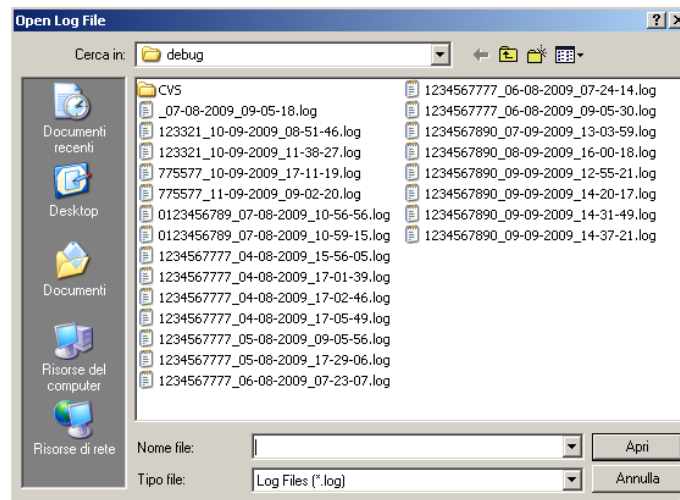 Open Log File
Cerca in:
debug
Documenti
recenti
Desktop
Documenti
Risorse del
computer
Risorse di rete
CVS
_07-08-2009_09-05-18.log
123321_10-09-2009_08-51-46.log
123321_10-09-2009_11-38-27.log
775577_10-09-2009_17-11-19.log
775577_11-09-2009_09-02-20.log
0123456789_07-08-2009_10-56-56.log
0123456789_07-08-2009_10-59-15.log
1234567777_04-08-2009_15-56-05.log
1234567777_04-08-2009_17-01-39.log
1234567777_04-08-2009_17-02-46.log
1234567777_04-08-2009_17-05-49.log
1234567777_05-08-2009_09-05-56.log
1234567777_05-08-2009_17-29-06.log
1234567777_06-08-2009_07-23-07.log
1234567777_06-08-2009_07-24-14.log
1234567777_06-08-2009_09-05-30.log
1234567890_07-09-2009_13-03-59.log
1234567890_08-09-2009_16-00-18.log
1234567890_09-09-2009_12-55-21.log
1234567890_09-09-2009_14-20-17.log
1234567890_09-09-2009_14-31-49.log
1234567890_09-09-2009_14-37-21.log
Nome file:
Apri
Tipo file:
Log Files (*.log)
Annulla